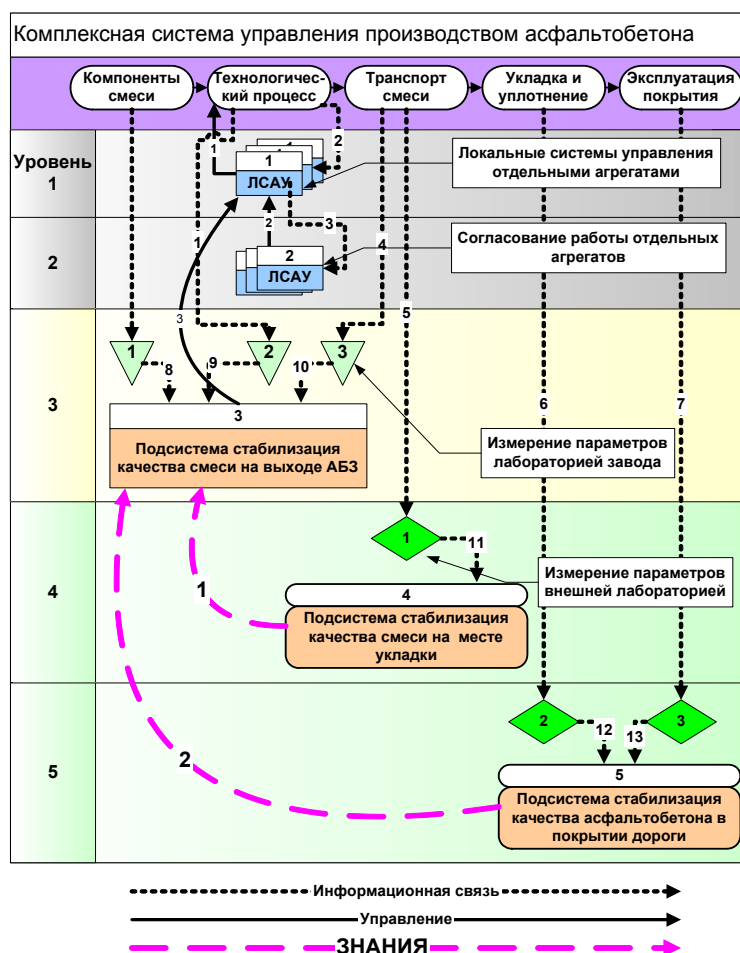 Комплексная система управления производством асфальтобетона
Компоненты
смеси
Технологичес-
кий процесс
Транспорт
смеси
Укладка и
уплотнение
Эксплуатация
покрытия
Уровень
1
1
2
1
ЛСАУ
Локальные системы управления
отдельными агрегатами
2
1
2
3
4
2
ЛСАУ
Согласование работы отдельных
агрегатов
3
5
3
1
2
3
8
9
10
6
7
3
Подсистема стабилизация
качества смеси на выходе АБЗ
Измерение параметров
лабораторией завода
4
1
11
1
4
Подсистема стабилизация
качества смеси на месте
укладки
Измерение параметров
внешней лабораторией
5
2
2
3
12
13
5
Подсистема стабилизация
качества асфальтобетона в
покрытии дороги
Информационная связь
Управление
ЗНАНИЯ